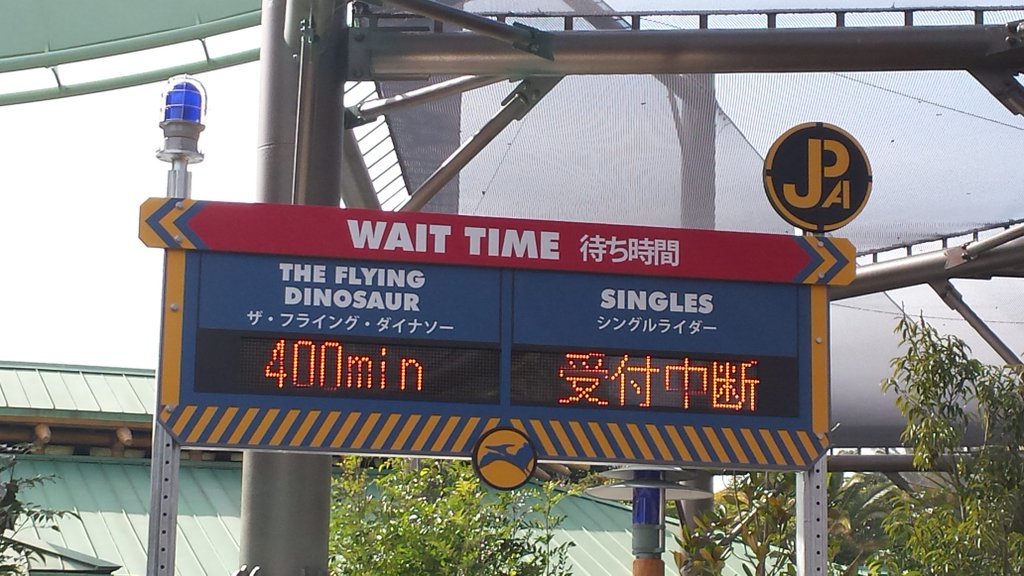 JPA
WAIT TIME 待ち時間
THE FLYING
DINOSAUR
ザ・フライング・ダイナソー
400min
SINGLES
シングルライダー
受付中断